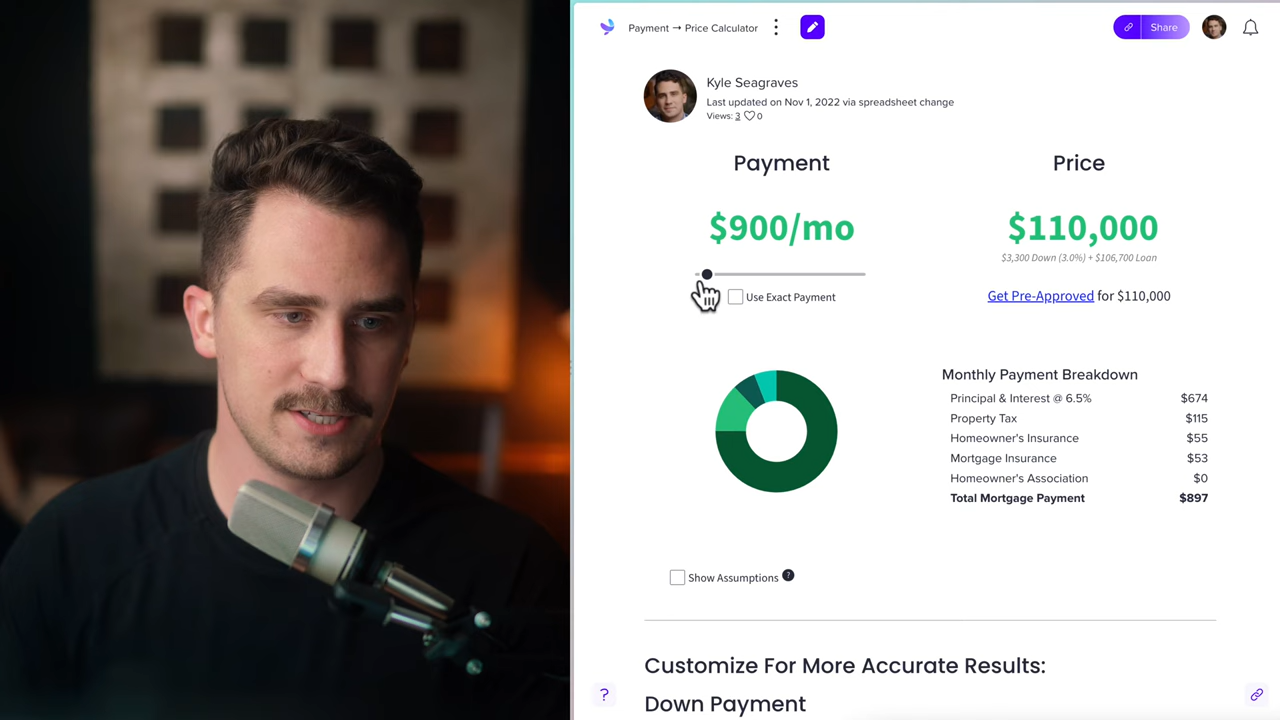 Payment → Price Calculator
Share
Kyle Seagraves
Last updated on Nov 1, 2022 via spreadsheet change
Views: 3 0
Payment
Price
$900/mo
$110,000
$3,300 Down (3.0%) + $106,700 Loan
Use Exact Payment
Get Pre-Approved for $110,000
Monthly Payment Breakdown
Principal & Interest @ 6.5% $674
Property Tax $115
Homeowner's Insurance $55
Mortgage Insurance $53
Homeowner's Association $0
Total Mortgage Payment $897
Show Assumptions ?
Customize For More Accurate Results:
Down Payment
?